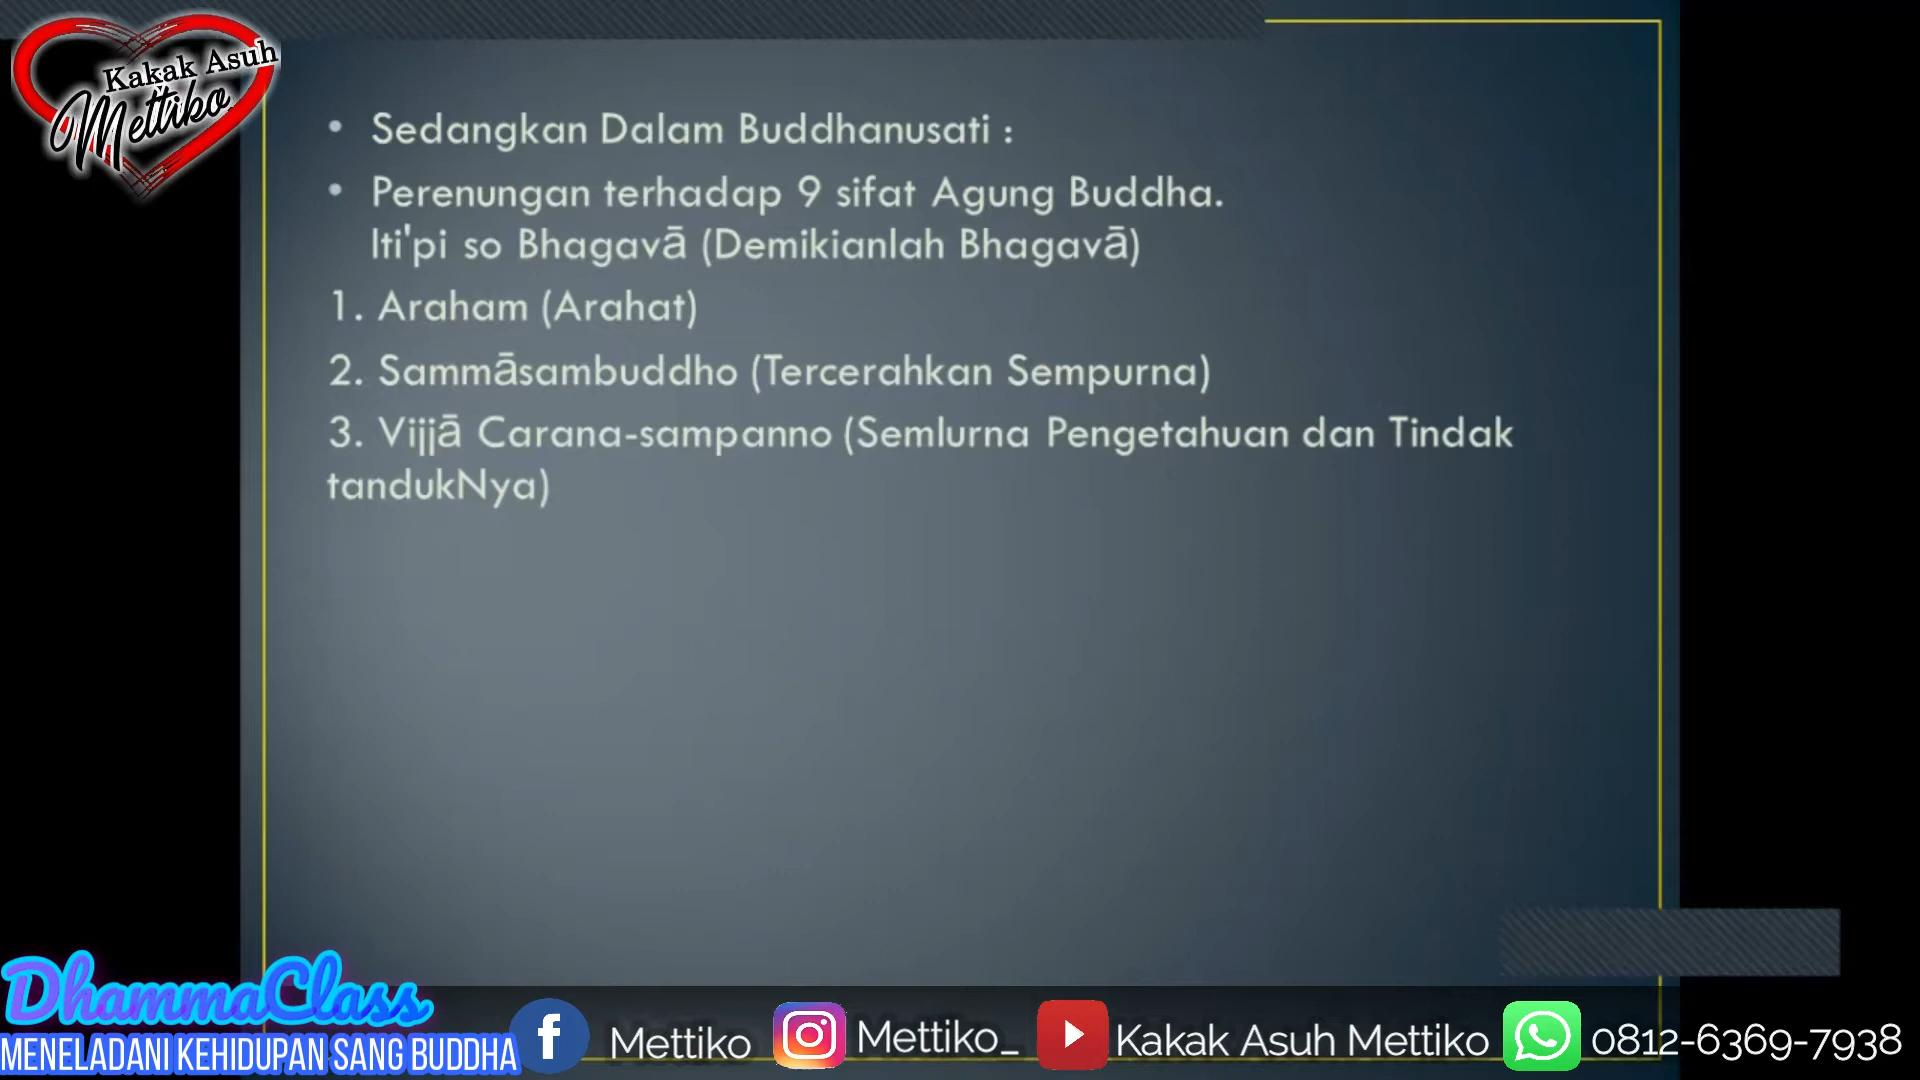 Kakak Asuh
Mettiko
• Sedangkan Dalam Buddhanusati :
• Perenungan terhadap 9 sifat Agung Buddha.
Iti'pi so Bhagavā (Demikianlah Bhagavā)
1. Araham (Arahat)
2. Sammāsambuddho (Tercerahkan Sempurna)
3. Vijjā Carana-sampanno (Semlurna Pengetahuan dan Tindak
tandukNya)
DhammaClass
MENELADANI KEHIDUPAN SANG BUDDHA
Mettiko
Mettiko_
Kakak Asuh Mettiko
0812-6369-7938